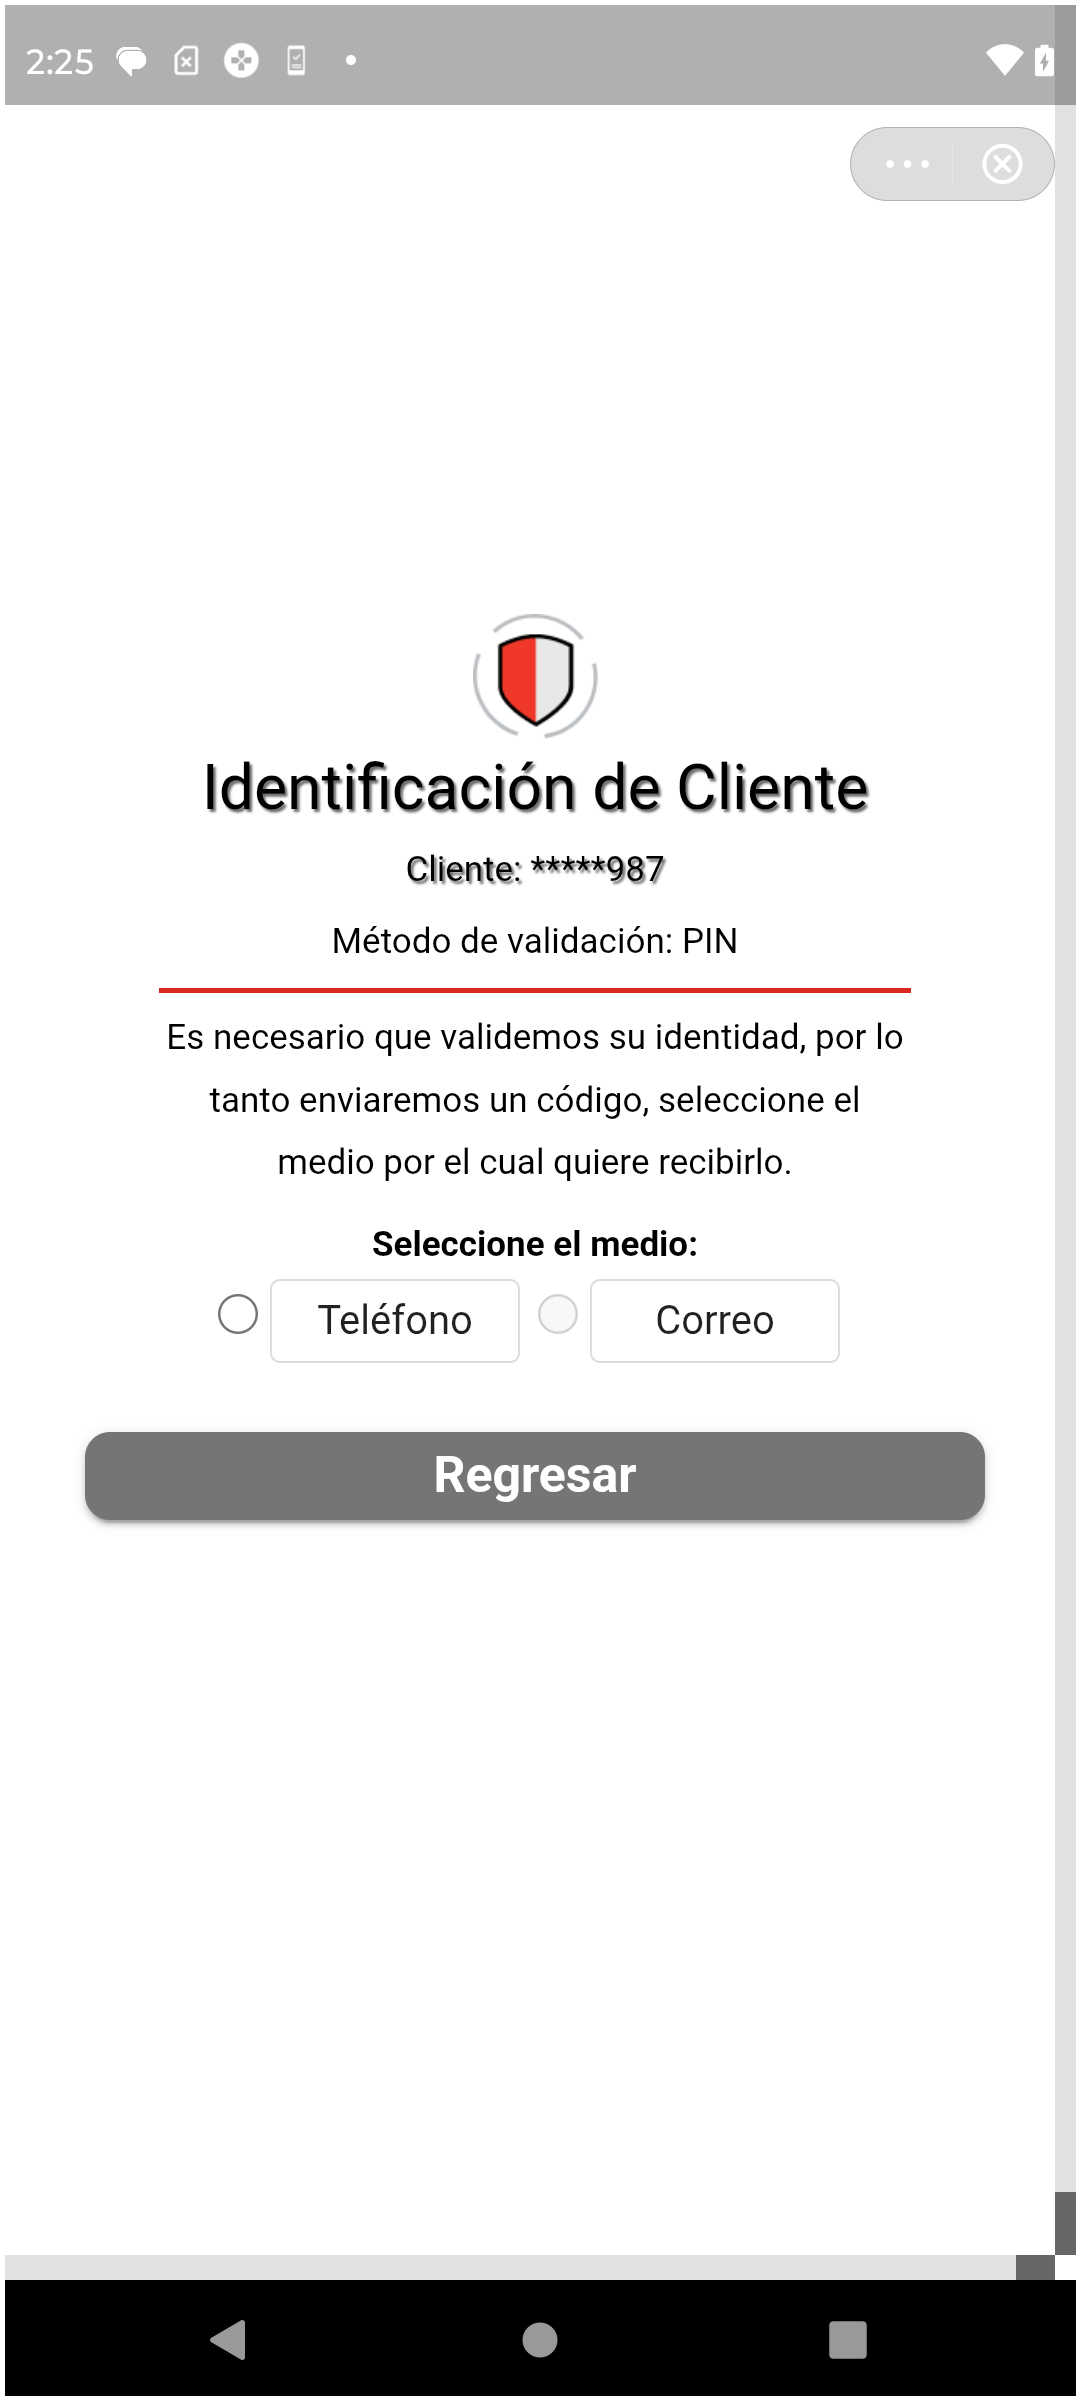 2:25
Identificación de Cliente
Cliente: *****987
Método de validación: PIN
Es necesario que validemos su identidad, por lo
tanto enviaremos un código, seleccione el
medio por el cual quiere recibirlo.
Seleccione el medio:
Teléfono
Correo
Regresar